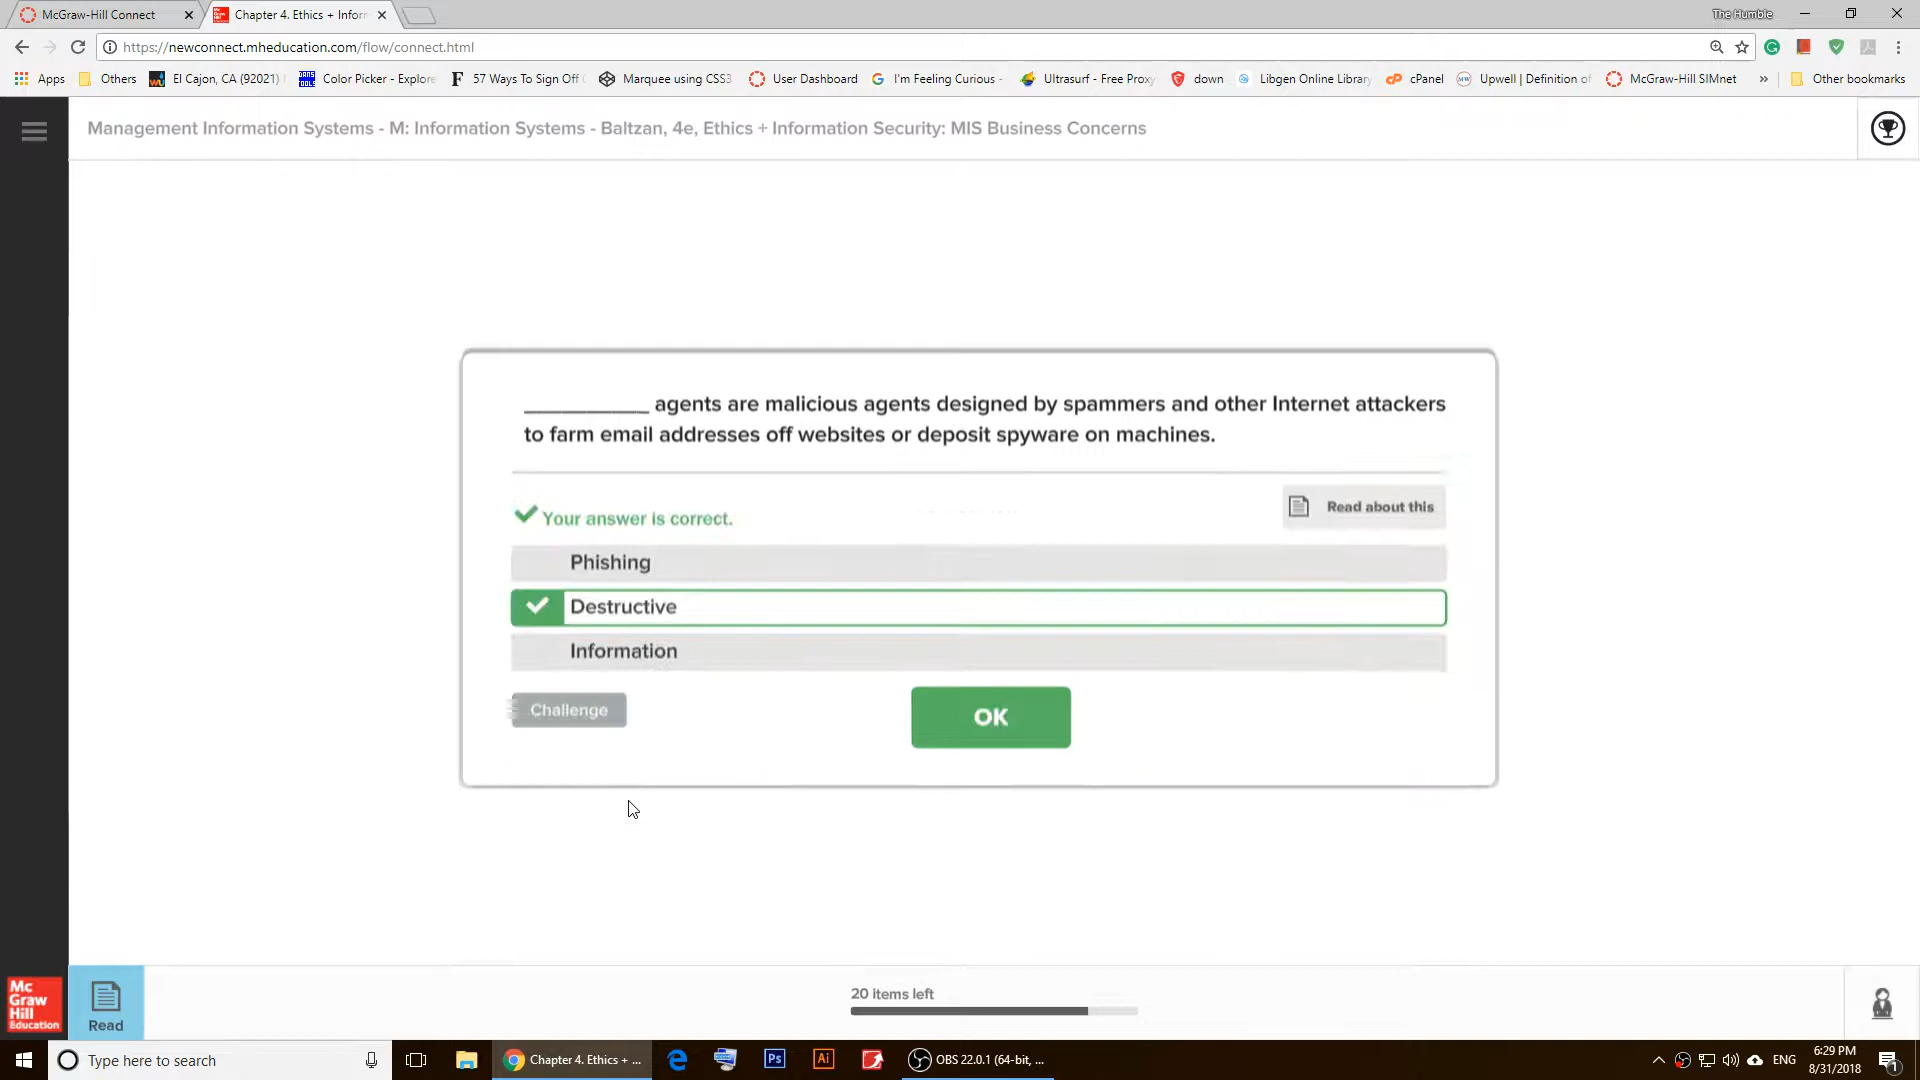 McGraw-Hill Connect
Chapter 4. Ethics + Inforn
The Humble
https://newconnect.mheducation.com/flow/connect.html
Apps
Others
El Cajon, CA (92021)
Color Picker - Explore
57 Ways To Sign Off
Marquee using CSS3
User Dashboard
I'm Feeling Curious -
Ultrasurf - Free Proxy
down
Libgen Online Library
cPanel
Upwell | Definition of
McGraw-Hill SIMnet
»
Other bookmarks
Management Information Systems - M: Information Systems - Baltzan, 4e, Ethics + Information Security: MIS Business Concerns
___________ agents are malicious agents designed by spammers and other Internet attackers
to farm email addresses off websites or deposit spyware on machines.
Your answer is correct.
Read about this
Phishing
Destructive
Information
Challenge
OK
Mc
Graw
Hill
Education
Read
20 items left
Type here to search
Chapter 4. Ethics + ...
Ps
Ai
OBS 22.0.1 (64-bit, ...
ENG
6:29 PM
8/31/2018
1